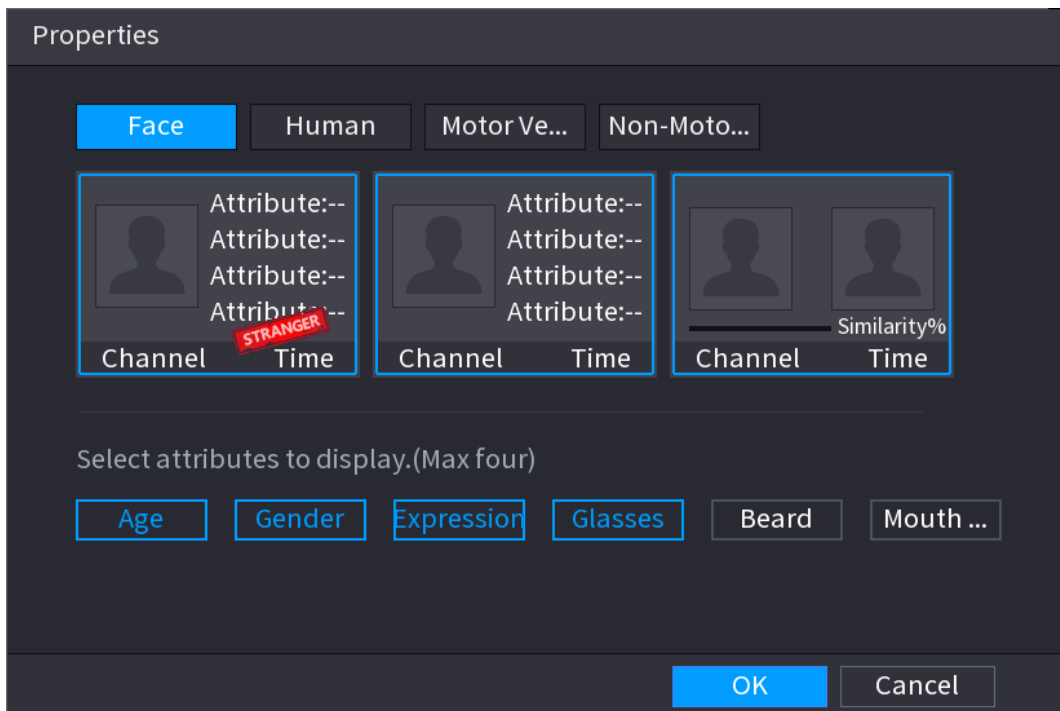 Properties
Face Human Motor Ve... Non-Moto...
Attribute:-- Attribute:--
Attribute:-- Attribute:--
Attribute:-- Attribute:--
Attribute:-- Attribute:--
STRANGER Similarity%
Channel Time Channel Time Channel Time
Select attributes to display.(Max four)
Age Gender Expression Glasses Beard Mouth ...
OK Cancel